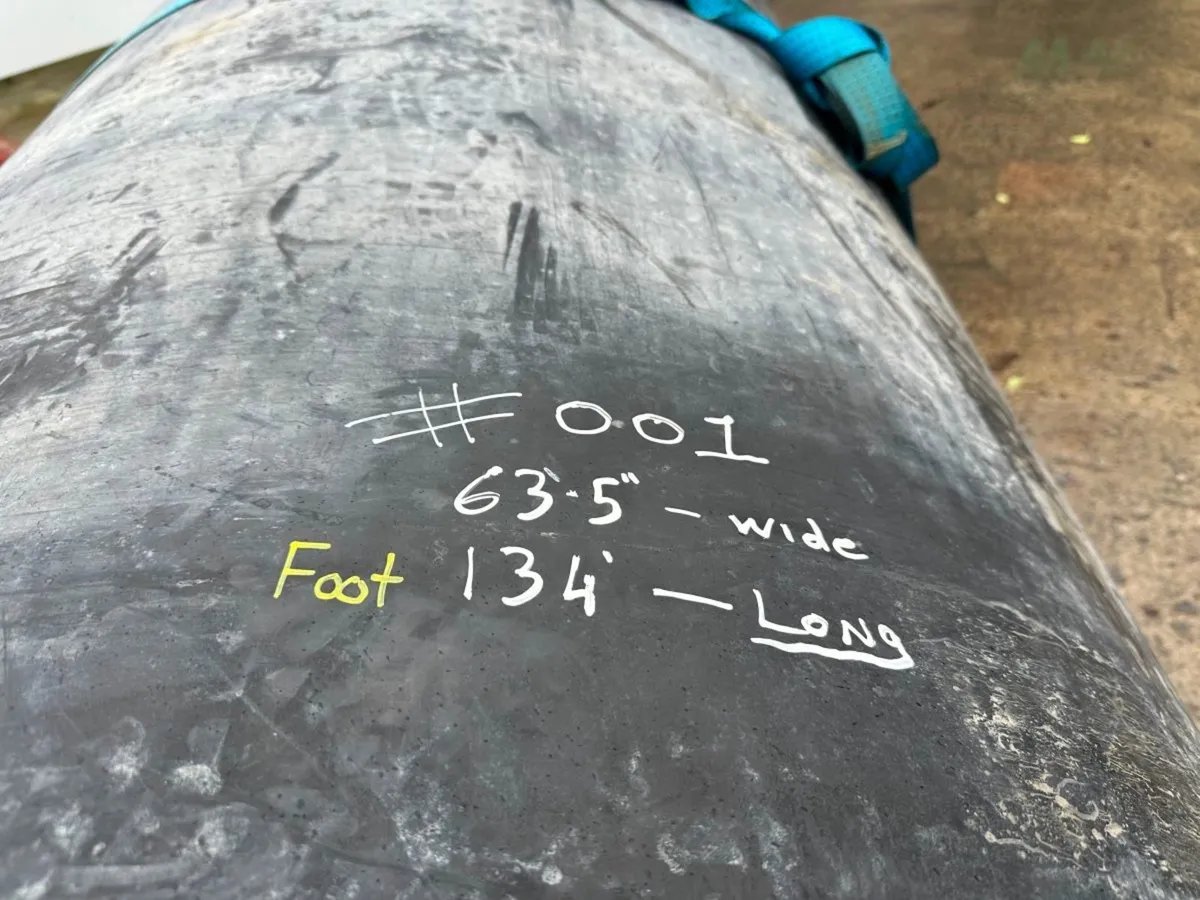 # 001
63'.5" - wide
Foot 134' - LONG